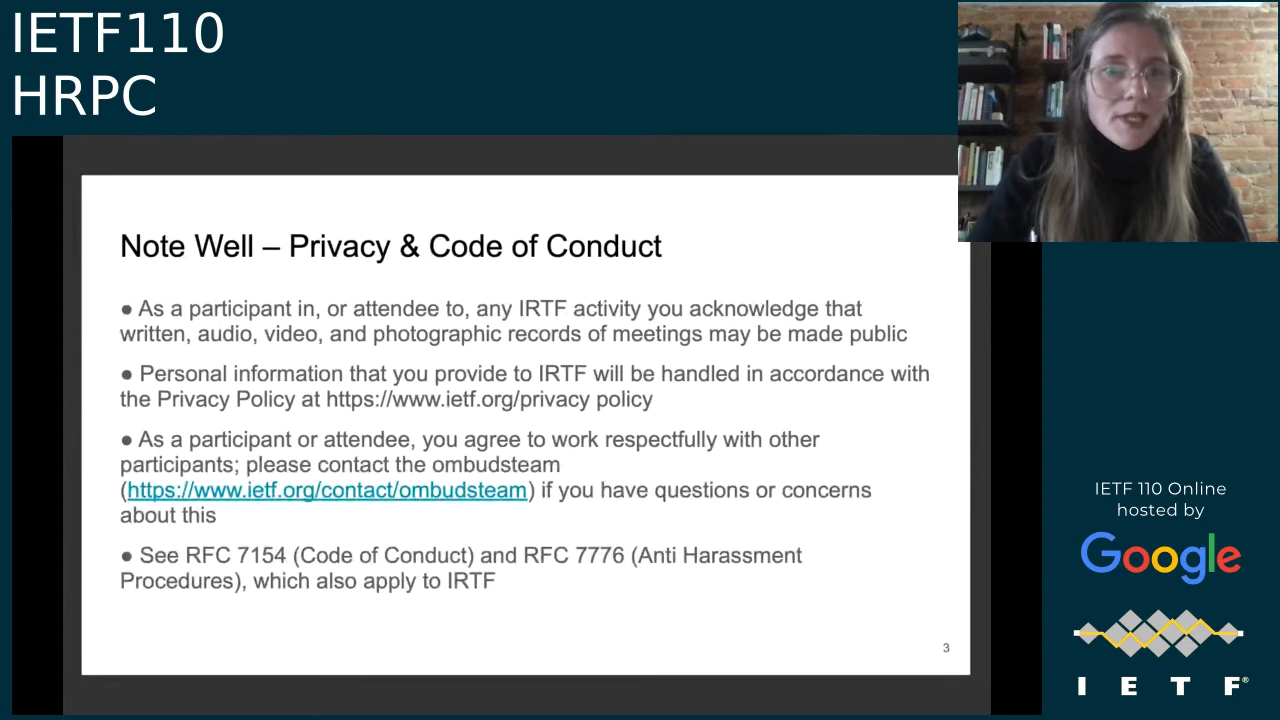 IETF110
HRPC
Note Well – Privacy & Code of Conduct
● As a participant in, or attendee to, any IRTF activity you acknowledge that
written, audio, video, and photographic records of meetings may be made public
● Personal information that you provide to IRTF will be handled in accordance with
the Privacy Policy at https://www.ietf.org/privacy policy
● As a participant or attendee, you agree to work respectfully with other
participants; please contact the ombudsteam
(https://www.ietf.org/contact/ombudsteam) if you have questions or concerns
about this
● See RFC 7154 (Code of Conduct) and RFC 7776 (Anti Harassment
Procedures), which also apply to IRTF
3
IETF 110 Online
hosted by
Google
I E T F®